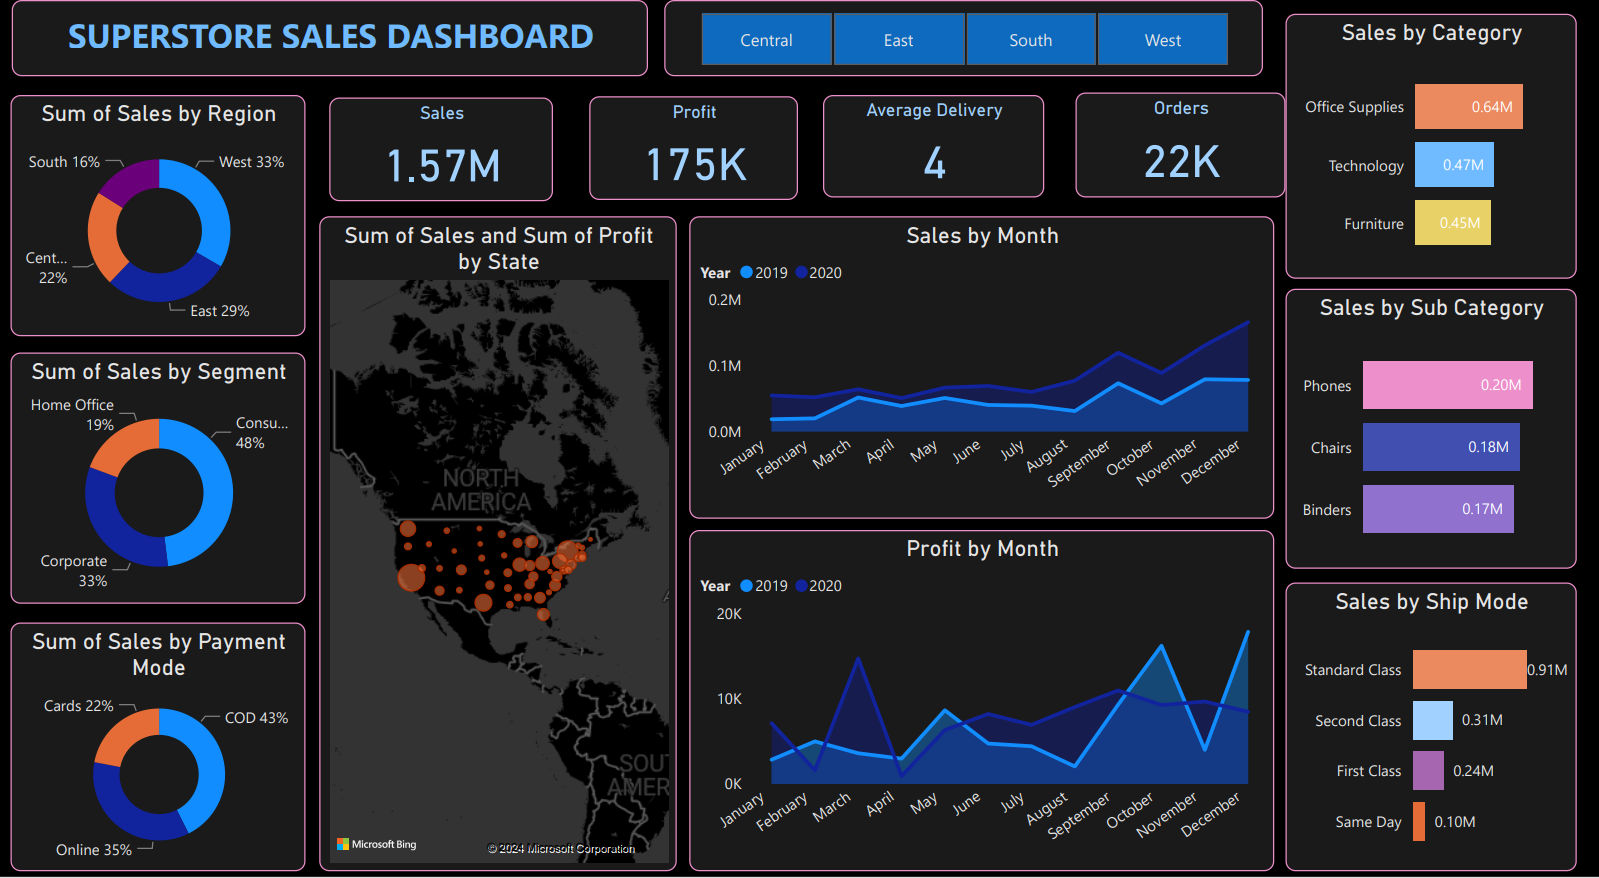 SUPERSTORE SALES DASHBOARD
Central
East
South
West
Sum of Sales by Region
South 16%
West 33%
Cent...
22%
East 29%
Sales
1.57M
Profit
175K
Average Delivery
4
Orders
22K
Sales by Category
Office Supplies
0.64M
Technology
0.47M
Furniture
0.45M
Sum of Sales by Segment
Home Office
19%
Consu...
48%
Corporate
33%
Sum of Sales and Sum of Profit
by State
NORTH
AMERICA
SOUT
AMER
Microsoft Bing
© 2024 Microsoft Corporation
Sales by Month
Year
2019
2020
0.2M
0.1M
0.0M
January
February
March
April
May
June
July
August
September
October
November
December
Sales by Sub Category
Phones
0.20M
Chairs
0.18M
Binders
0.17M
Sum of Sales by Payment
Mode
Cards 22%
COD 43%
Online 35%
Profit by Month
Year
2019
2020
20K
10K
0K
January
February
March
April
May
June
July
August
September
October
November
December
Sales by Ship Mode
Standard Class
0.91M
Second Class
0.31M
First Class
0.24M
Same Day
0.10M